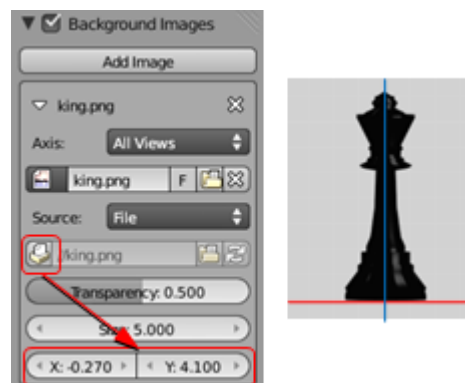 Background Images
Add Image
king.png
Axis: All Views
king.png F
Source: File
/king.png
Transparency: 0.500
Size: 5.000
X: -0.270 Y: 4.100